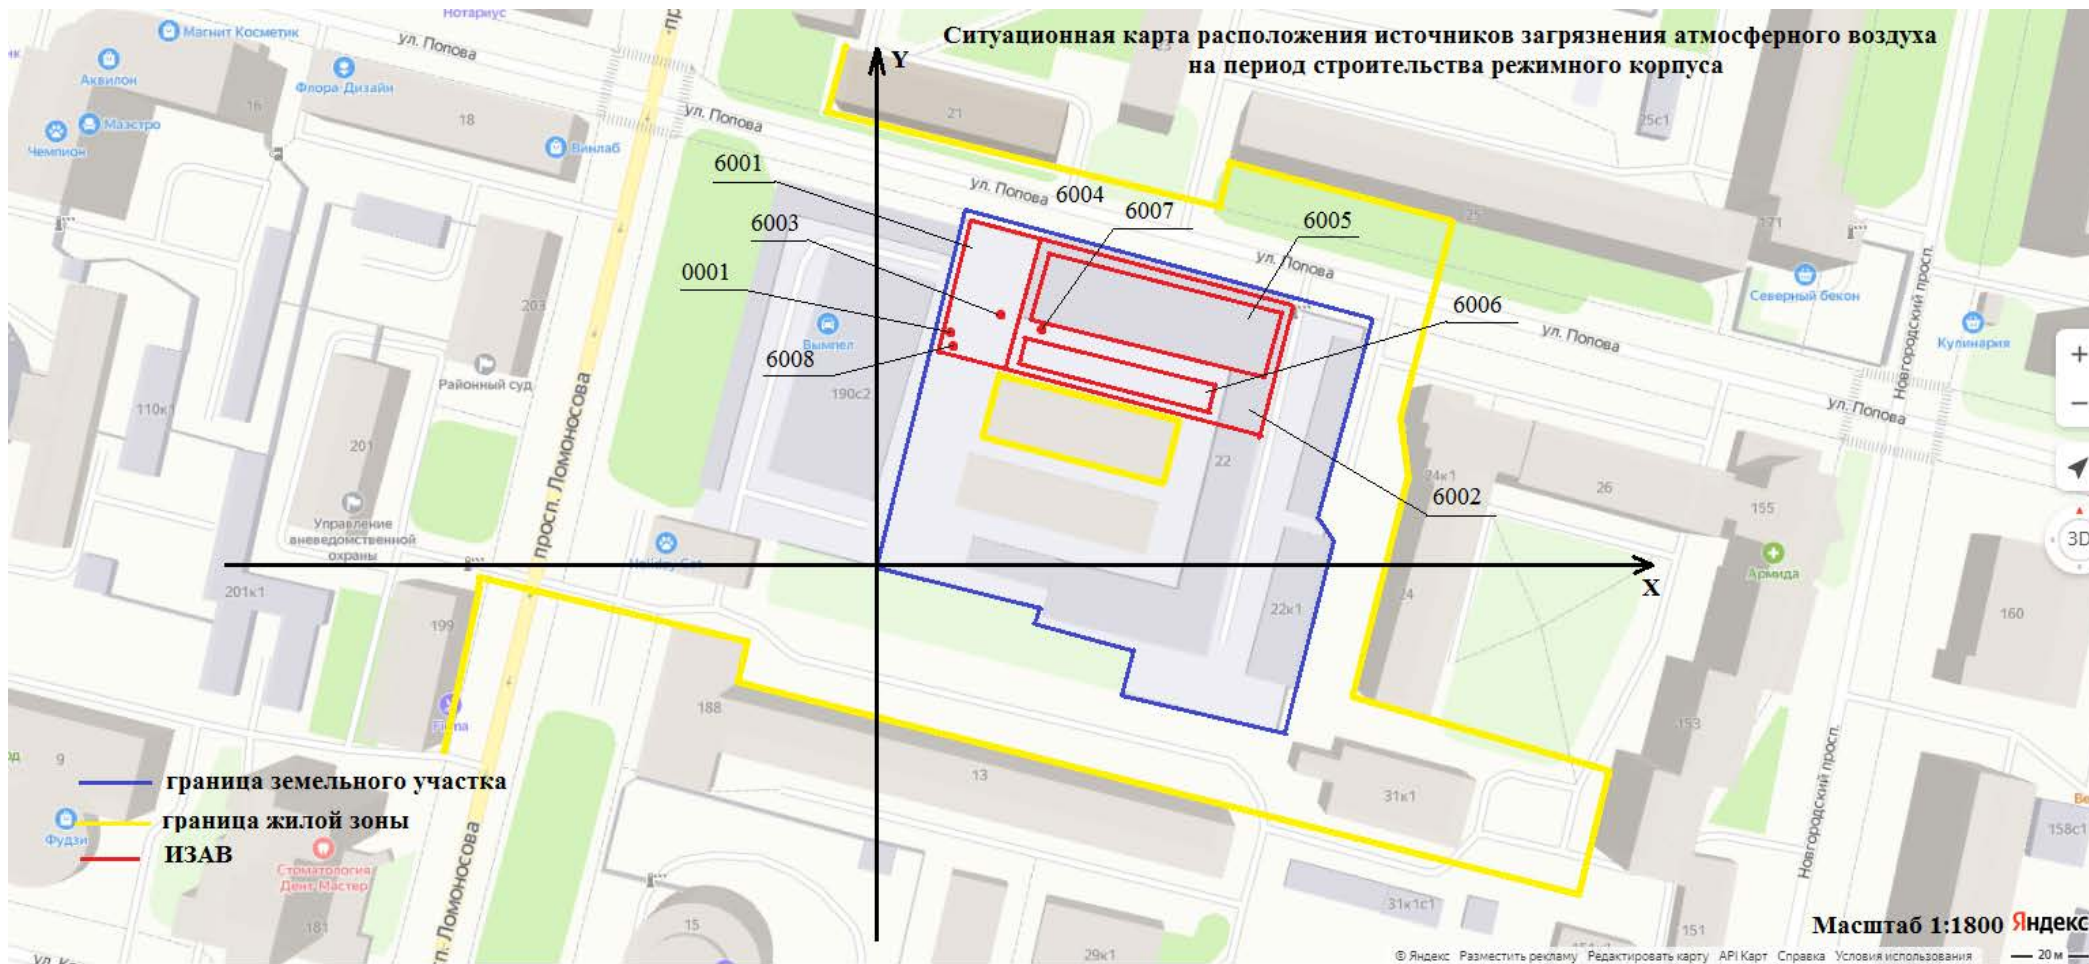 Нотариус
Магнит Косметик
ул. Попова
Ситуационная карта расположения источников загрязнения атмосферного воздуха
на период строительства режимного корпуса
Y
Аквилон
Флора-Дизайн
16
18
21
25с1
ул. Попова
Маэстро
Чемпион
Винлаб
6001
ул. Попова
6004
6007
6005
6003
171
0001
ул. Попова
Северный бекон
203
6006
ул. Попова
Кулинария
Новгородский просп.
Вымпел
6008
Районный суд
190с2
110к1
просп. Ломоносова
ул. Попова
201
22
24к1
26
6002
155
Управление
вневедомственной
охраны
3D
Армида
X
201к1
24
22к1
160
199
188
153
9
13
31к1
граница земельного участка
граница жилой зоны
ИЗАВ
Фудзи
158с1
Новгородский просп.
Стоматология
Дент Мастер
181
31к1с1
15
151
Масштаб 1:1800
Яндекс
29к1
© Яндекс Разместить рекламу Редактировать карту API Карт Справка Условия использования
20 м